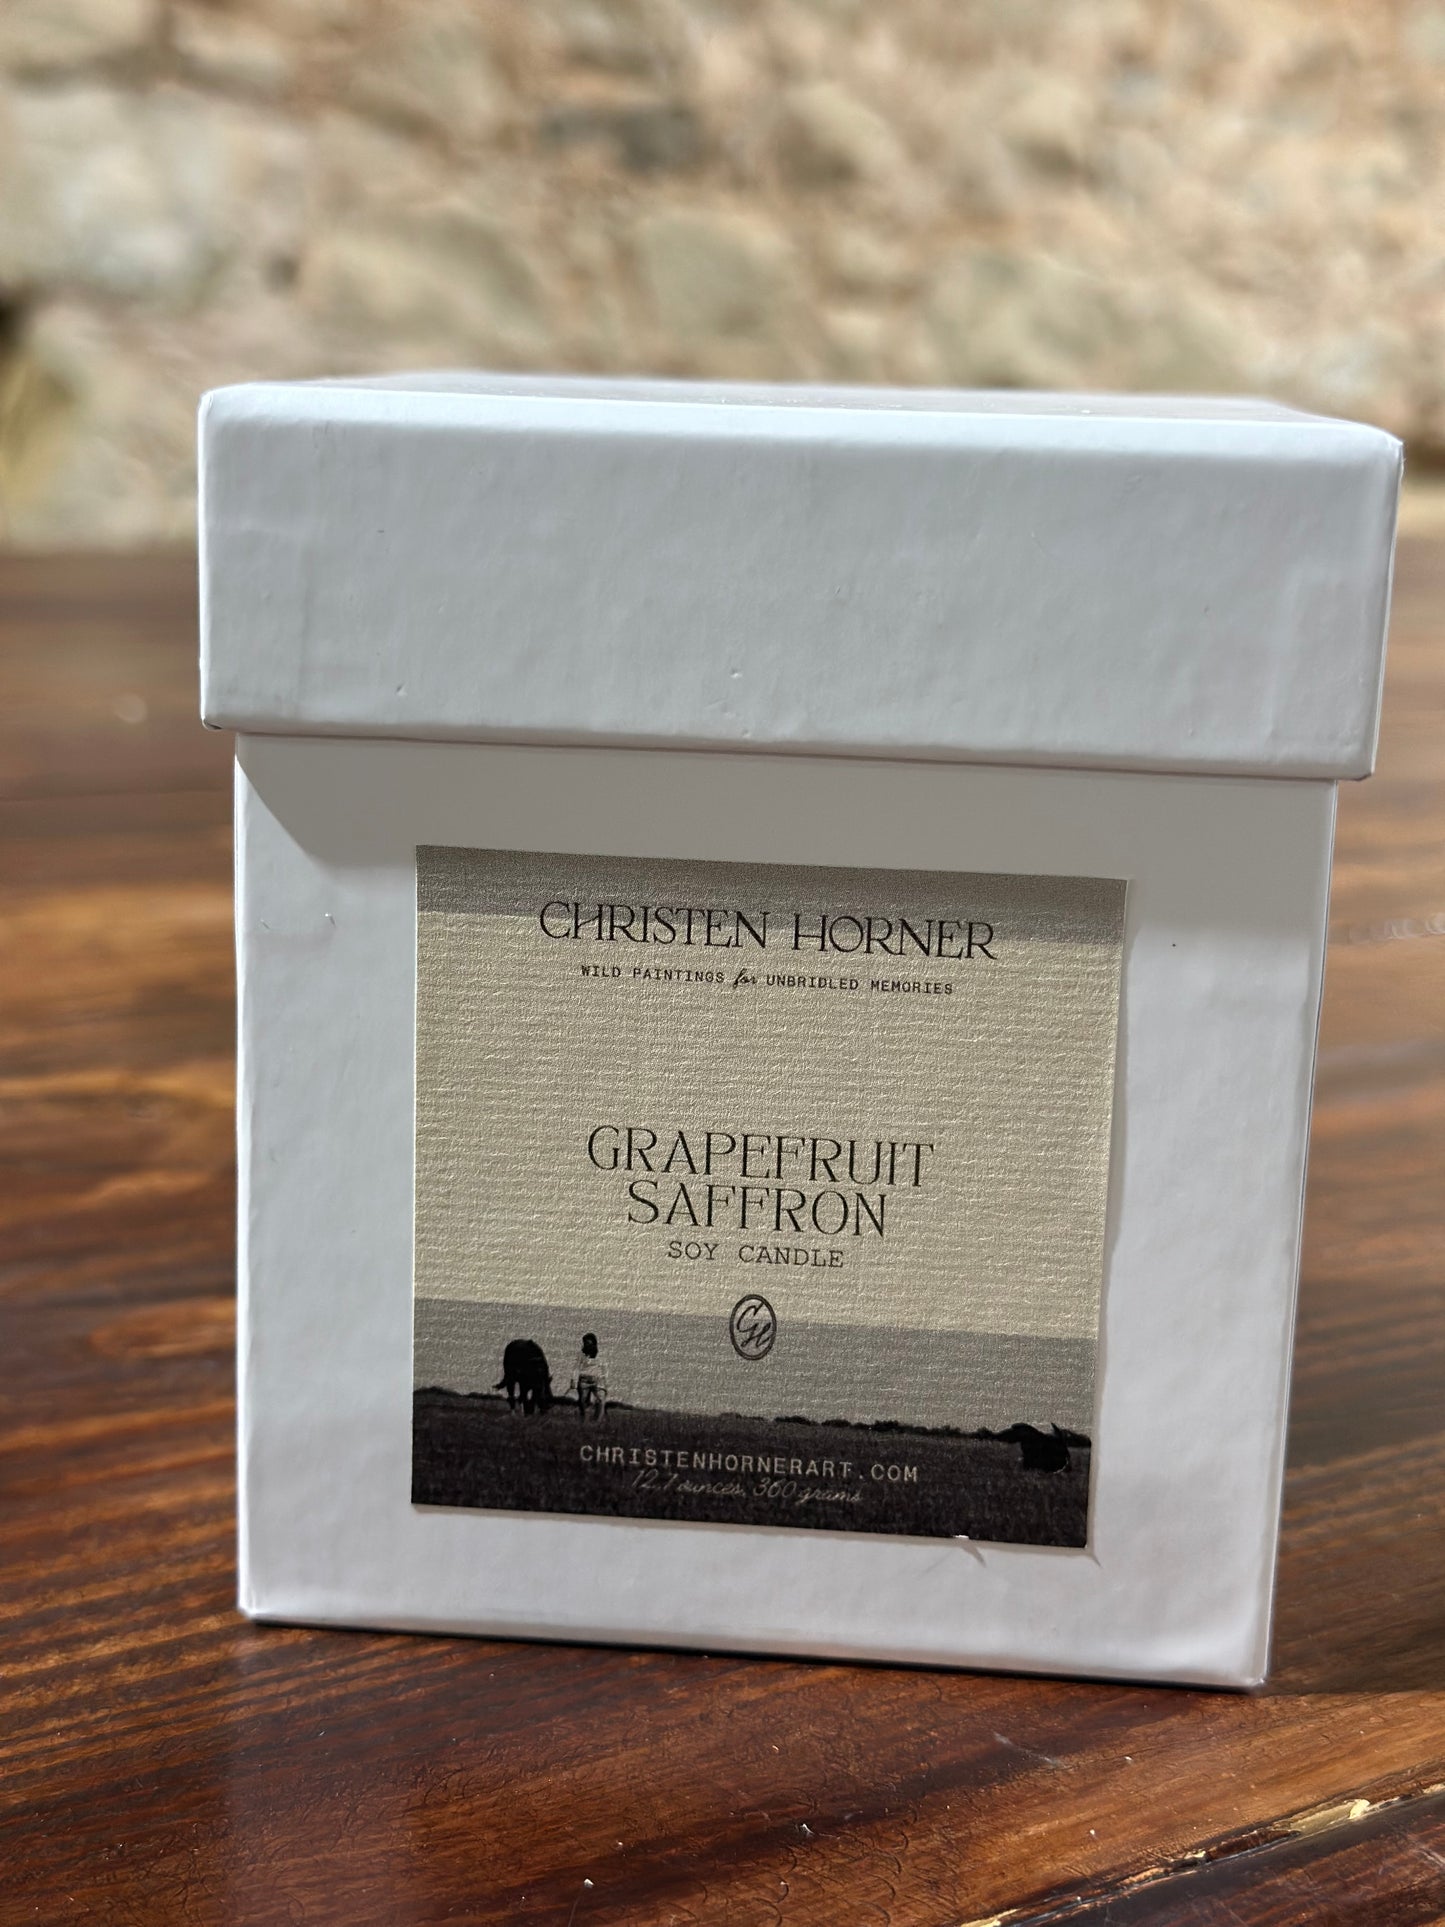 CHRISTEN HORNER
WILD PAINTINGS for UNBRIDLED MEMORIES
GRAPEFRUIT
SAFFRON
SOY CANDLE
CH
CHRISTENHORNERART.COM
12.7 ounces, 360 grams